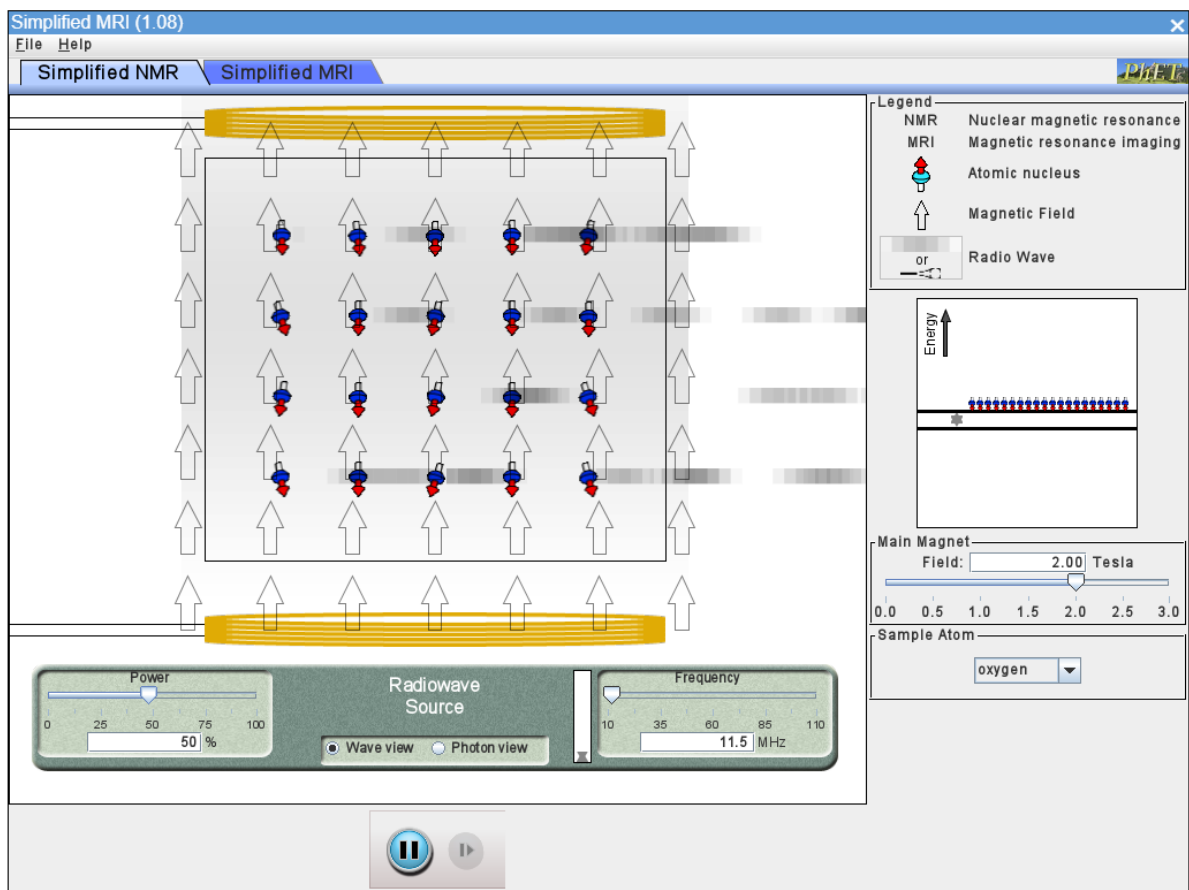 Simplified MRI (1.08)
File Help
Simplified NMR Simplified MRI
PhET
Legend
NMR Nuclear magnetic resonance
MRI Magnetic resonance imaging
Atomic nucleus
Magnetic Field
or
Radio Wave
Energy
Main Magnet
Field: 2.00 Tesla
0.0 0.5 1.0 1.5 2.0 2.5 3.0
Sample Atom
oxygen
Power
0 25 50 75 100
50 %
Radiowave
Source
Wave view Photon view
Frequency
10 35 60 85 110
11.5 MHz